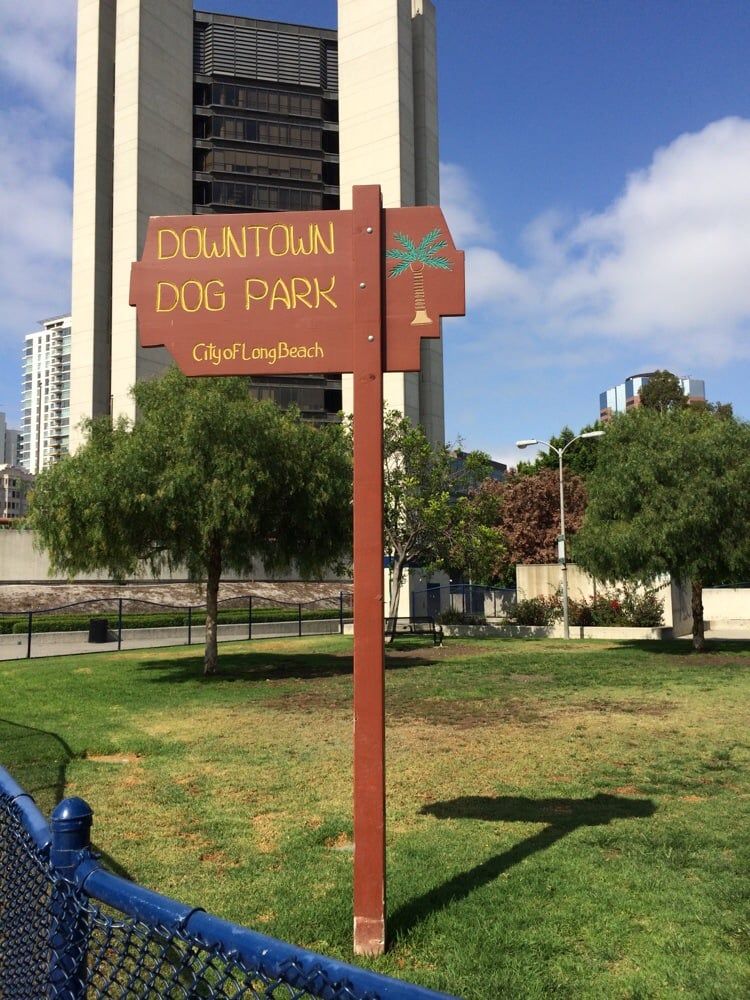 DOWNTOWN
DOG PARK
City of Long Beach